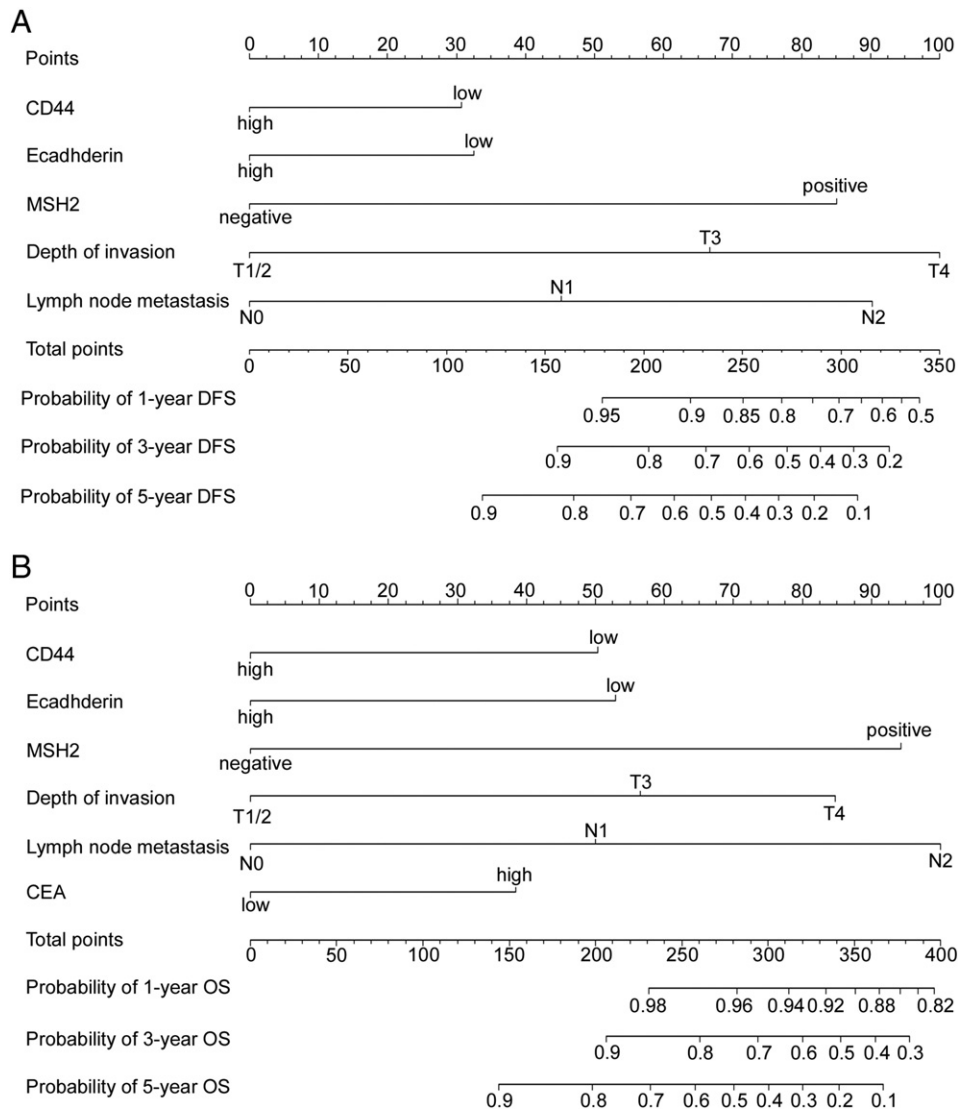 A
Points 0 10 20 30 40 50 60 70 80 90 100
CD44 low
high
Ecadhderin low
high
MSH2 positive
negative
Depth of invasion T3
T1/2 T4
Lymph node metastasis N1
N0 N2
Total points 0 50 100 150 200 250 300 350
Probability of 1-year DFS 0.95 0.9 0.85 0.8 0.7 0.6 0.5
Probability of 3-year DFS 0.9 0.8 0.7 0.6 0.5 0.4 0.3 0.2
Probability of 5-year DFS 0.9 0.8 0.7 0.6 0.5 0.4 0.3 0.2 0.1
B
Points 0 10 20 30 40 50 60 70 80 90 100
CD44 low
high
Ecadhderin low
high
MSH2 positive
negative
Depth of invasion T3
T1/2 T4
Lymph node metastasis N1
N0 N2
CEA high
low
Total points 0 50 100 150 200 250 300 350 400
Probability of 1-year OS 0.98 0.96 0.94 0.92 0.88 0.82
Probability of 3-year OS 0.9 0.8 0.7 0.6 0.5 0.4 0.3
Probability of 5-year OS 0.9 0.8 0.7 0.6 0.5 0.4 0.3 0.2 0.1